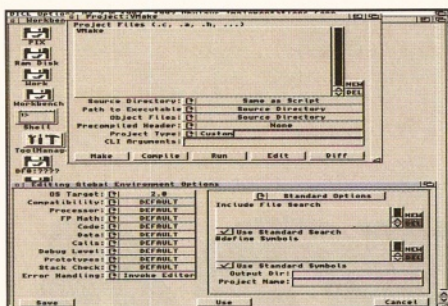 Project:VMake
Project Files (.c, .a, .h, ...)
VMake
PIX
Ram Disk
Work
Workbench
Shell
ToolManag
DF0:????
NEW
DEL
Source Directory: Same as Script
Path to Executable Source Directory
Object Files: Source Directory
Precompiled Header: None
Project Type: Custom
CLI Arguments:
Make Compile Run Edit Diff
Editing Global Environment Options
OS Target: 2.0
Compatibility: DEFAULT
Processor: DEFAULT
FP Math: DEFAULT
Code: DEFAULT
Data: DEFAULT
Calls: DEFAULT
Debug Level: DEFAULT
Prototypes: DEFAULT
Stack Check: DEFAULT
Error Handling: Invoke Editor
Standard Options
Include File Search
NEW
DEL
Use Standard Search
#define Symbols
NEW
DEL
Use Standard Symbols
Output Dir:
Project Name:
Save Use Cancel